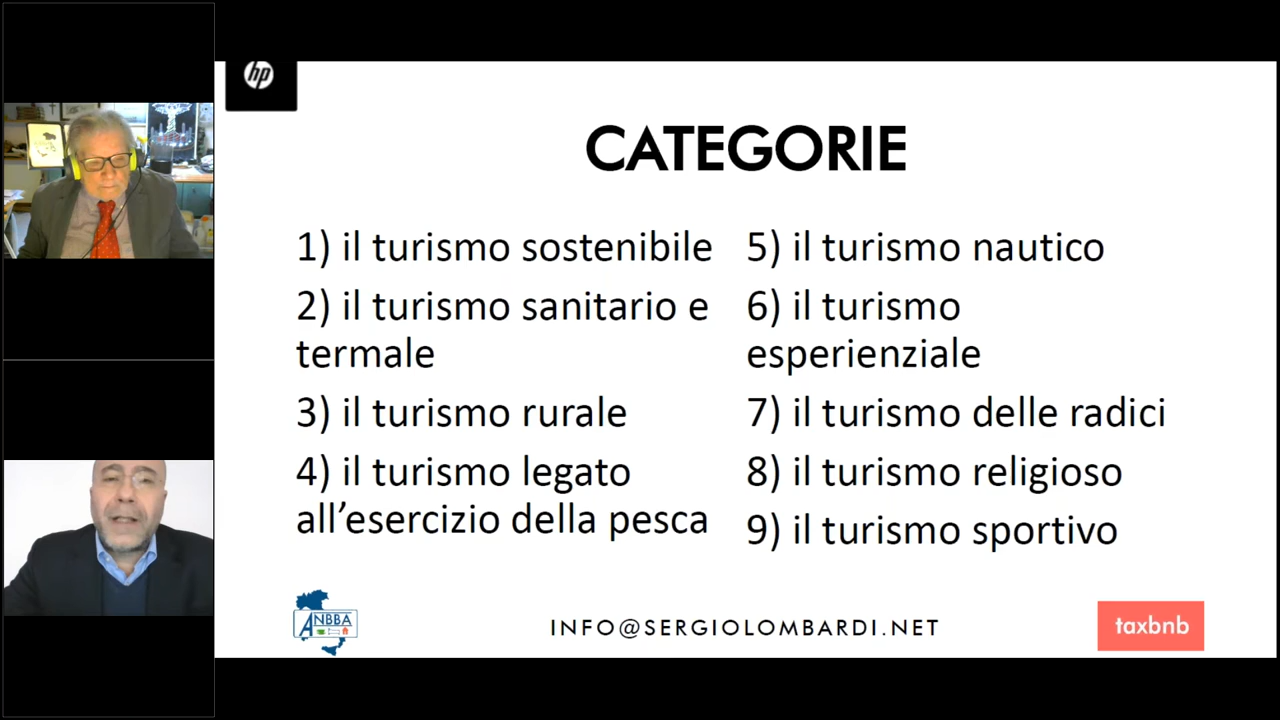 hp
CATEGORIE
1) il turismo sostenibile
2) il turismo sanitario e
termale
3) il turismo rurale
4) il turismo legato
all’esercizio della pesca
5) il turismo nautico
6) il turismo
esperienziale
7) il turismo delle radici
8) il turismo religioso
9) il turismo sportivo
ANBBA
INFO@SERGIOLOMBARDI.NET
taxbnb